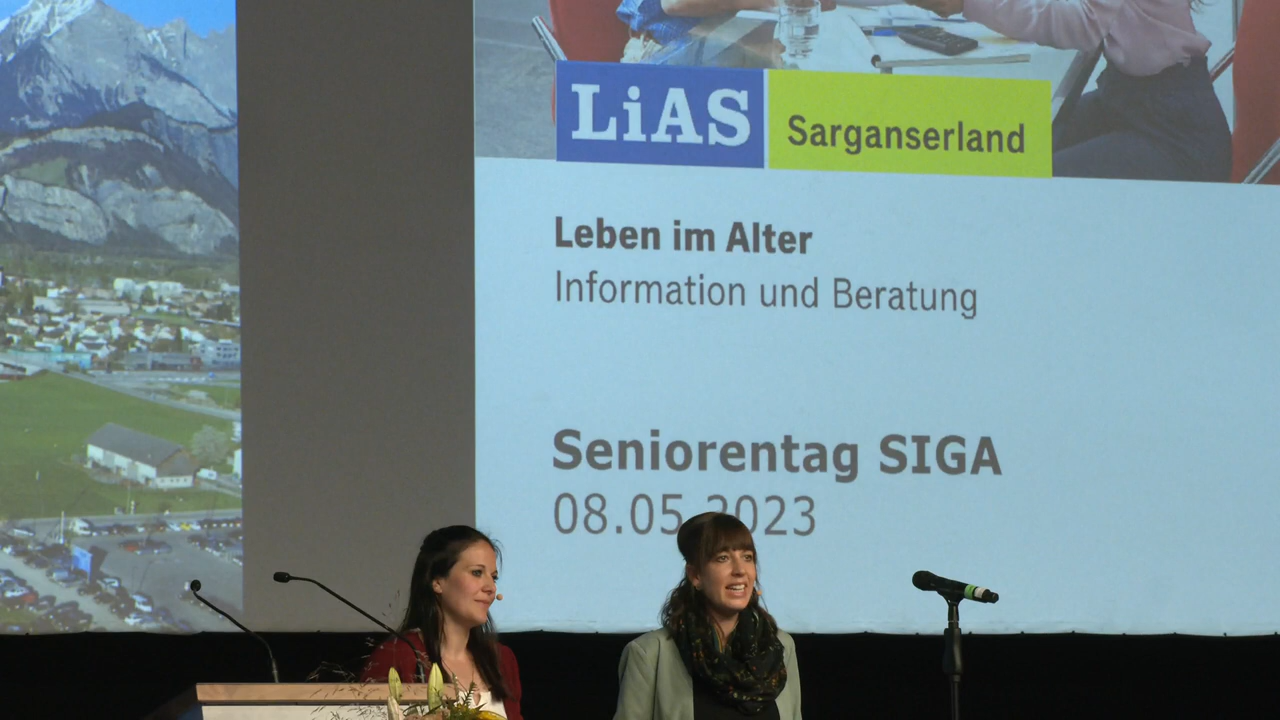 LiAS
Sarganserland
Leben im Alter
Information und Beratung
Seniorentag SIGA
08.05.2023